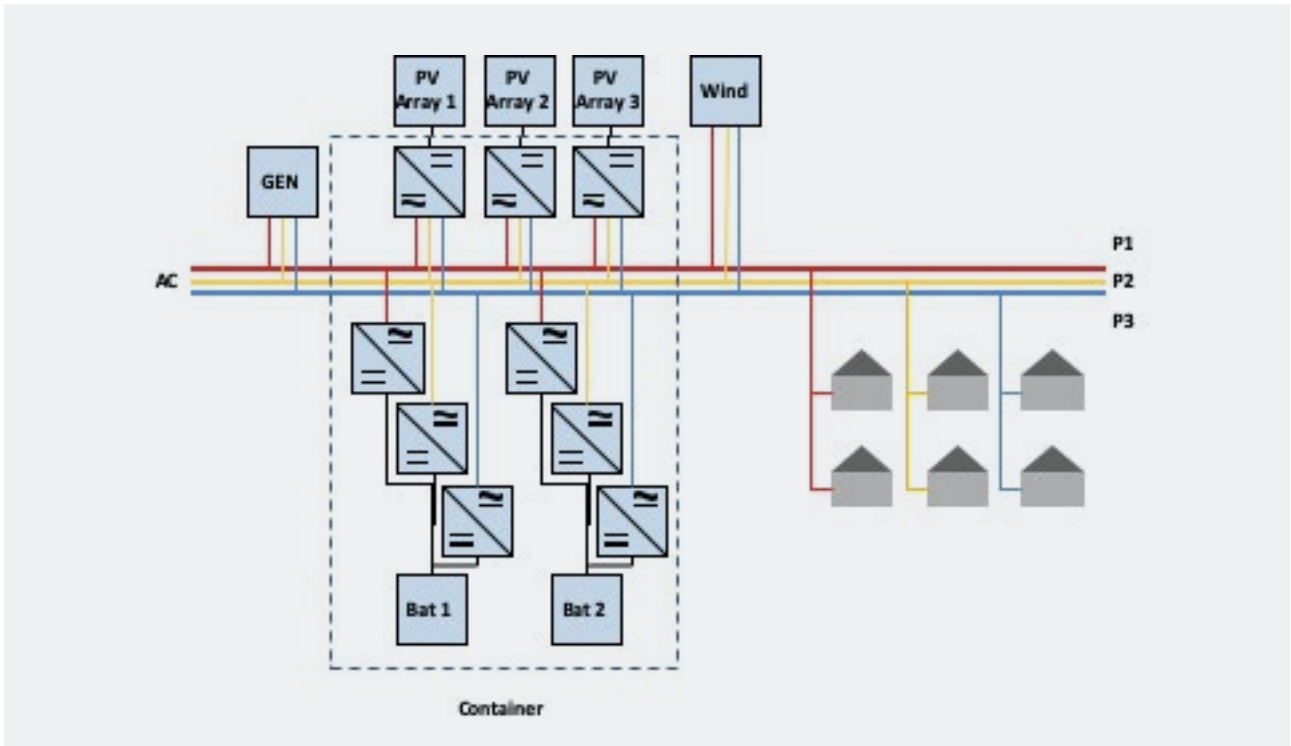 PV
Array 1
PV
Array 2
PV
Array 3
Wind
GEN
P1
AC
P2
P3
Bat 1
Bat 2
Container